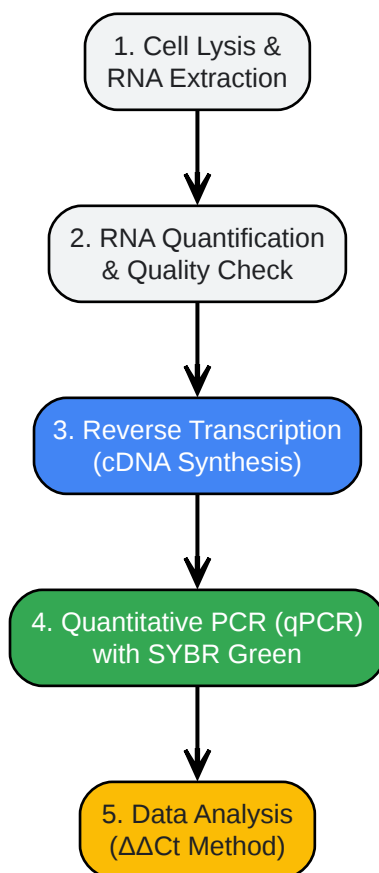 1. Cell Lysis &
RNA Extraction
2. RNA Quantification
& Quality Check
3. Reverse Transcription
(cDNA Synthesis)
4. Quantitative PCR (qPCR)
with SYBR Green
5. Data Analysis
(ΔΔCt Method)